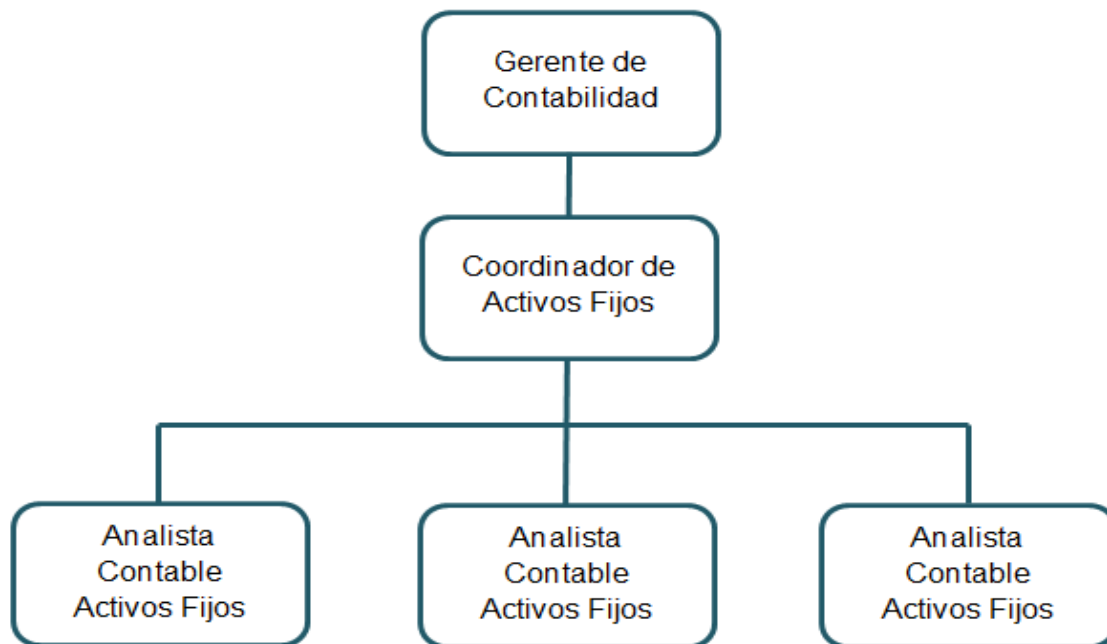 Gerente de
Contabilidad
Coordinador de
Activos Fijos
Analista
Contable
Activos Fijos
Analista
Contable
Activos Fijos
Analista
Contable
Activos Fijos